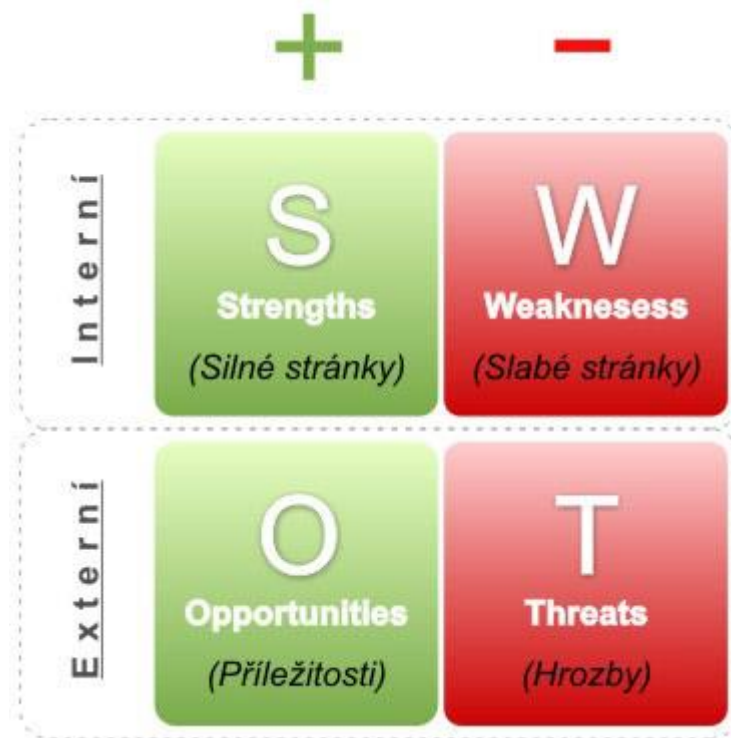 + −
Interní
S
Strengths
(Silné stránky)
W
Weaknesess
(Slabé stránky)
Externí
O
Opportunities
(Příležitosti)
T
Threats
(Hrozby)